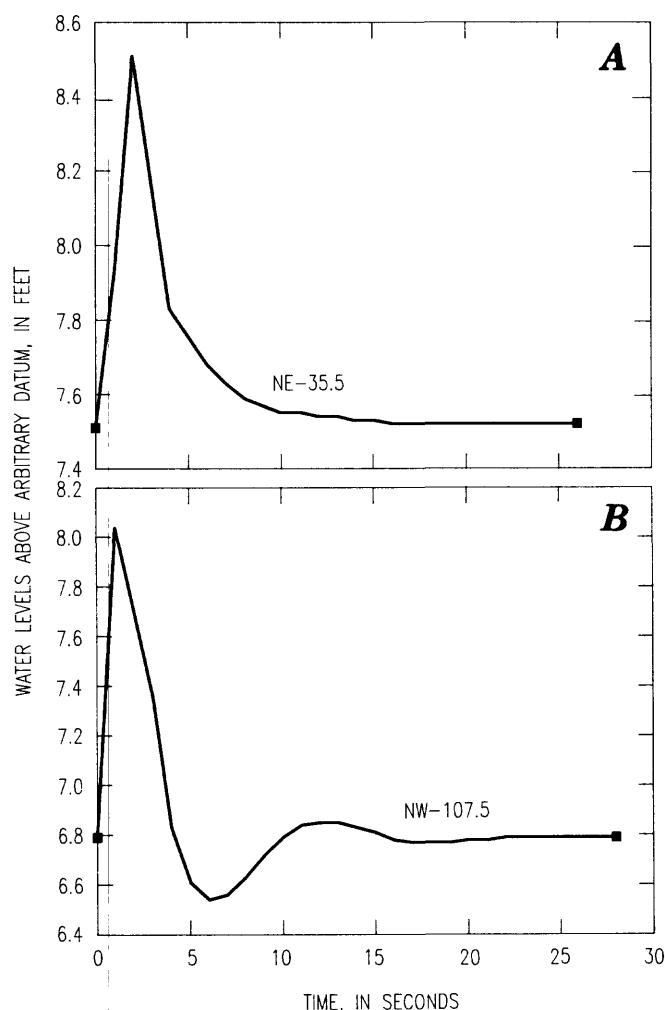 WATER LEVELS ABOVE ARBITRARY DATUM, IN FEET
8.6
8.4
8.2
8.0
7.8
7.6
7.4
A
NE-35.5
8.2
8.0
7.8
7.6
7.4
7.2
7.0
6.8
6.6
6.4
B
NW-107.5
0 5 10 15 20 25 30
TIME, IN SECONDS